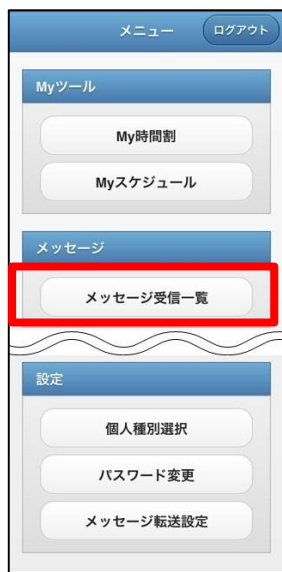 メニュー
ログアウト
Myツール
My時間割
Myスケジュール
メッセージ
メッセージ受信一覧
設定
個人種別選択
パスワード変更
メッセージ転送設定